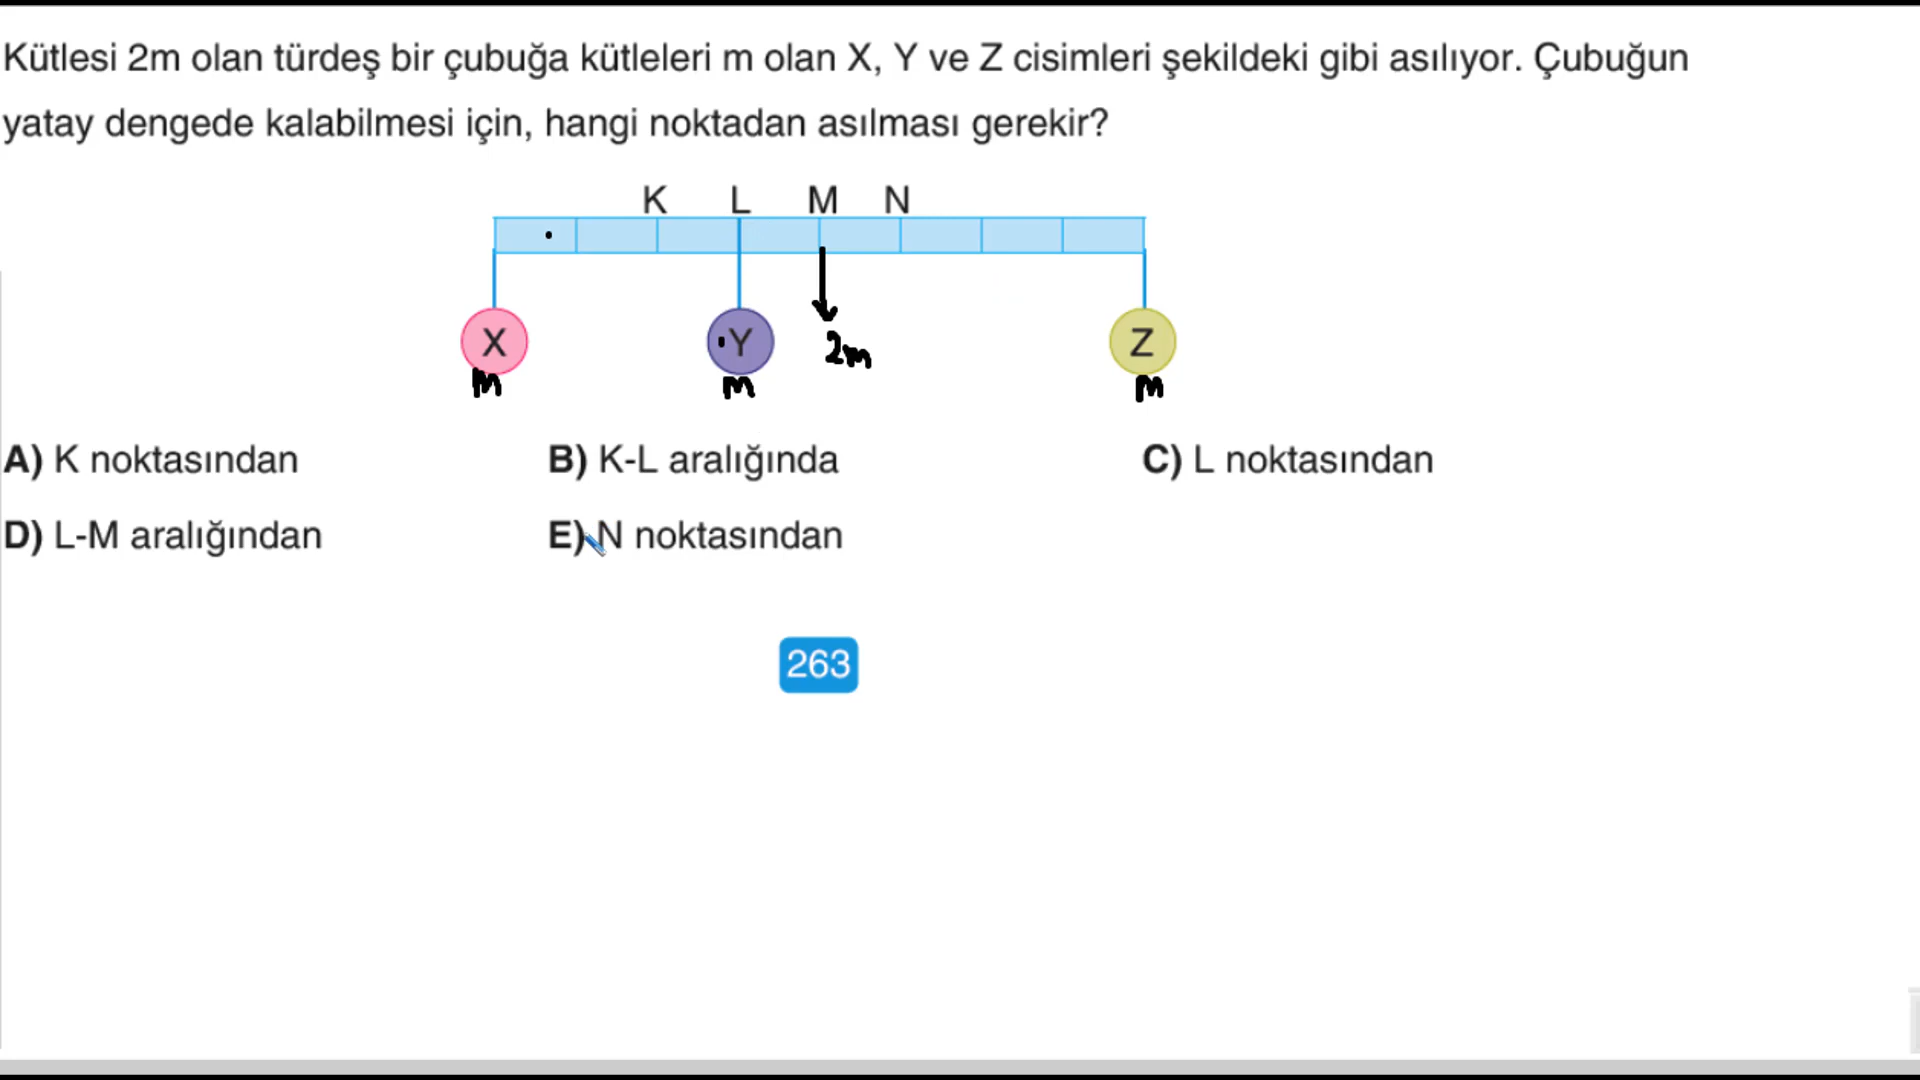 Kütlesi 2m olan türdeş bir çubuğa kütleleri m olan X, Y ve Z cisimleri şekildeki gibi asılıyor. Çubuğun
yatay dengede kalabilmesi için, hangi noktadan asılması gerekir?
K L M N
X Y 2m Z
m m m
A) K noktasından B) K-L aralığında C) L noktasından
D) L-M aralığından E) N noktasından
263